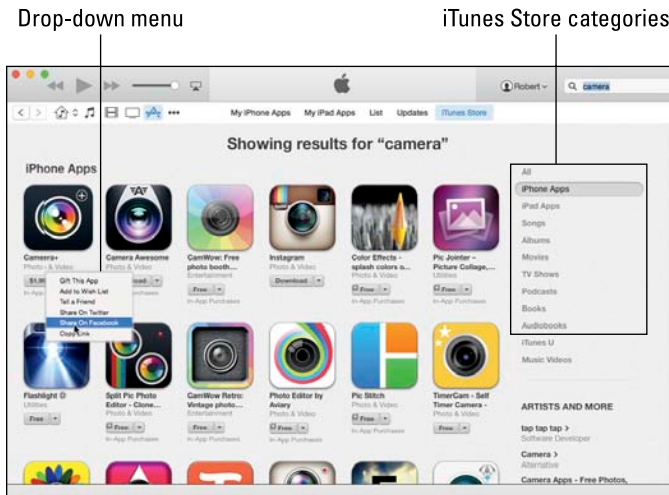 Drop-down menu
iTunes Store categories
Robert
camera
My iPhone Apps My iPad Apps List Updates iTunes Store
Showing results for “camera”
iPhone Apps
Camera+
Photo & Video
$1.99
In-App
Camera Awesome
Photo & Video
CamWow: Free
photo booth...
Entertainment
Free
In-App Purchases
Instagram
Photo & Video
Download
Color Effects -
splash colors o...
Photo & Video
Free
In-App Purchases
Pic Jointer –
Picture Collage,...
Utilities
Free
In-App Purchases
Gift This App
Add to Wish List
Tell a Friend
Share On Twitter
Share On Facebook
Copy Link
Flashlight
Utilities
Free
Split Pic Photo
Editor - Clone...
Photo & Video
Free
In-App Purchases
CamWow Retro:
Vintage photo...
Entertainment
Free
In-App Purchases
Photo Editor by
Aviary
Photo & Video
Free
In-App Purchases
Pic Stitch
Photo & Video
Free
In-App Purchases
TimerCam - Self
Timer Camera -
Photo & Video
Free
In-App Purchases
All
iPhone Apps
iPad Apps
Songs
Albums
Movies
TV Shows
Podcasts
Books
Audiobooks
iTunes U
Music Videos
ARTISTS AND MORE
tap tap tap >
Software Developer
Camera >
Alternative
Camera Apps - Free Photos,